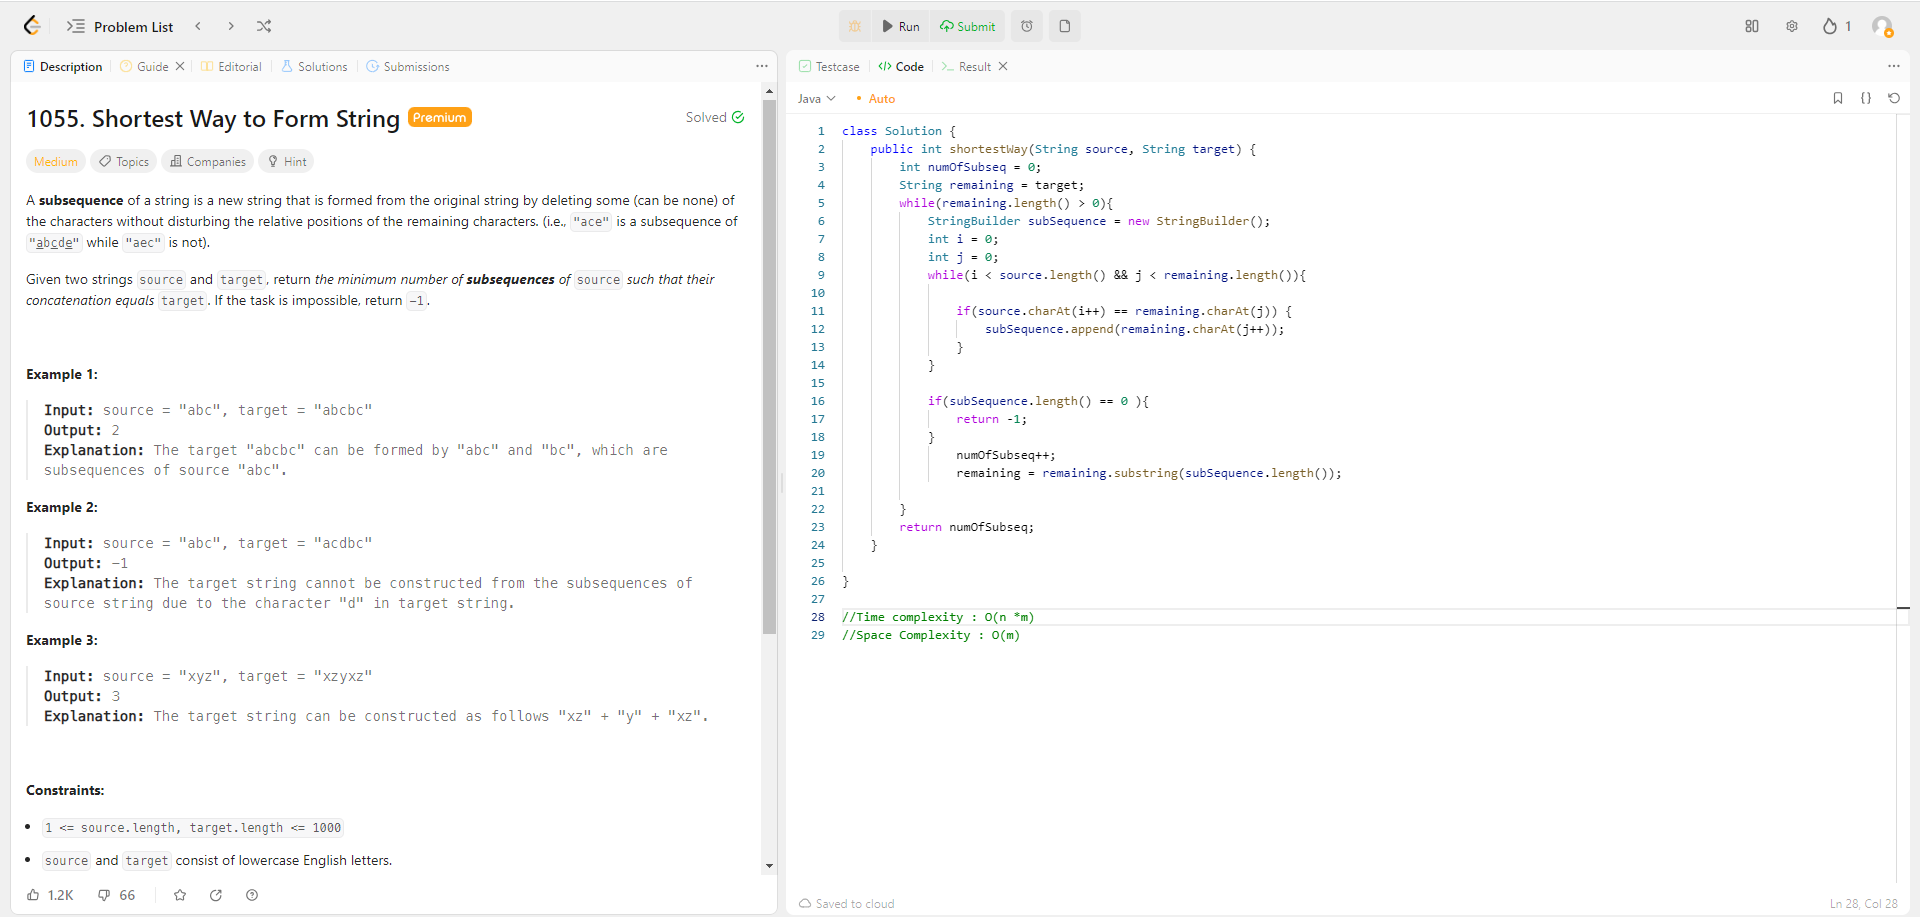 Problem List
Run
Submit
1
Description
Guide
Editorial
Solutions
Submissions
1055. Shortest Way to Form String
Premium
Solved
Medium
Topics
Companies
Hint
A subsequence of a string is a new string that is formed from the original string by deleting some (can be none) of
the characters without disturbing the relative positions of the remaining characters. (i.e., "ace" is a subsequence of
"abcde" while "aec" is not).
Given two strings source and target, return the minimum number of subsequences of source such that their
concatenation equals target. If the task is impossible, return -1.
Example 1:
Input: source = "abc", target = "abcbc"
Output: 2
Explanation: The target "abcbc" can be formed by "abc" and "bc", which are
subsequences of source "abc".
Example 2:
Input: source = "abc", target = "acdbc"
Output: -1
Explanation: The target string cannot be constructed from the subsequences of
source string due to the character "d" in target string.
Example 3:
Input: source = "xyz", target = "xzyxz"
Output: 3
Explanation: The target string can be constructed as follows "xz" + "y" + "xz".
Constraints:
• 1 <= source.length, target.length <= 1000
• source and target consist of lowercase English letters.
1.2K
66
Testcase
</> Code
>_ Result
Java
• Auto
{}
1 class Solution {
2 public int shortestWay(String source, String target) {
3 int numOfSubseq = 0;
4 String remaining = target;
5 while(remaining.length() > 0){
6 StringBuilder subSequence = new StringBuilder();
7 int i = 0;
8 int j = 0;
9 while(i < source.length() && j < remaining.length()){
10
11 if(source.charAt(i++) == remaining.charAt(j)) {
12 subSequence.append(remaining.charAt(j++));
13 }
14 }
15
16 if(subSequence.length() == 0 ){
17 return -1;
18 }
19 numOfSubseq++;
20 remaining = remaining.substring(subSequence.length());
21
22 }
23 return numOfSubseq;
24 }
25
26 }
27
28 //Time complexity : O(n *m)
29 //Space Complexity : O(m)
Saved to cloud
Ln 28, Col 28